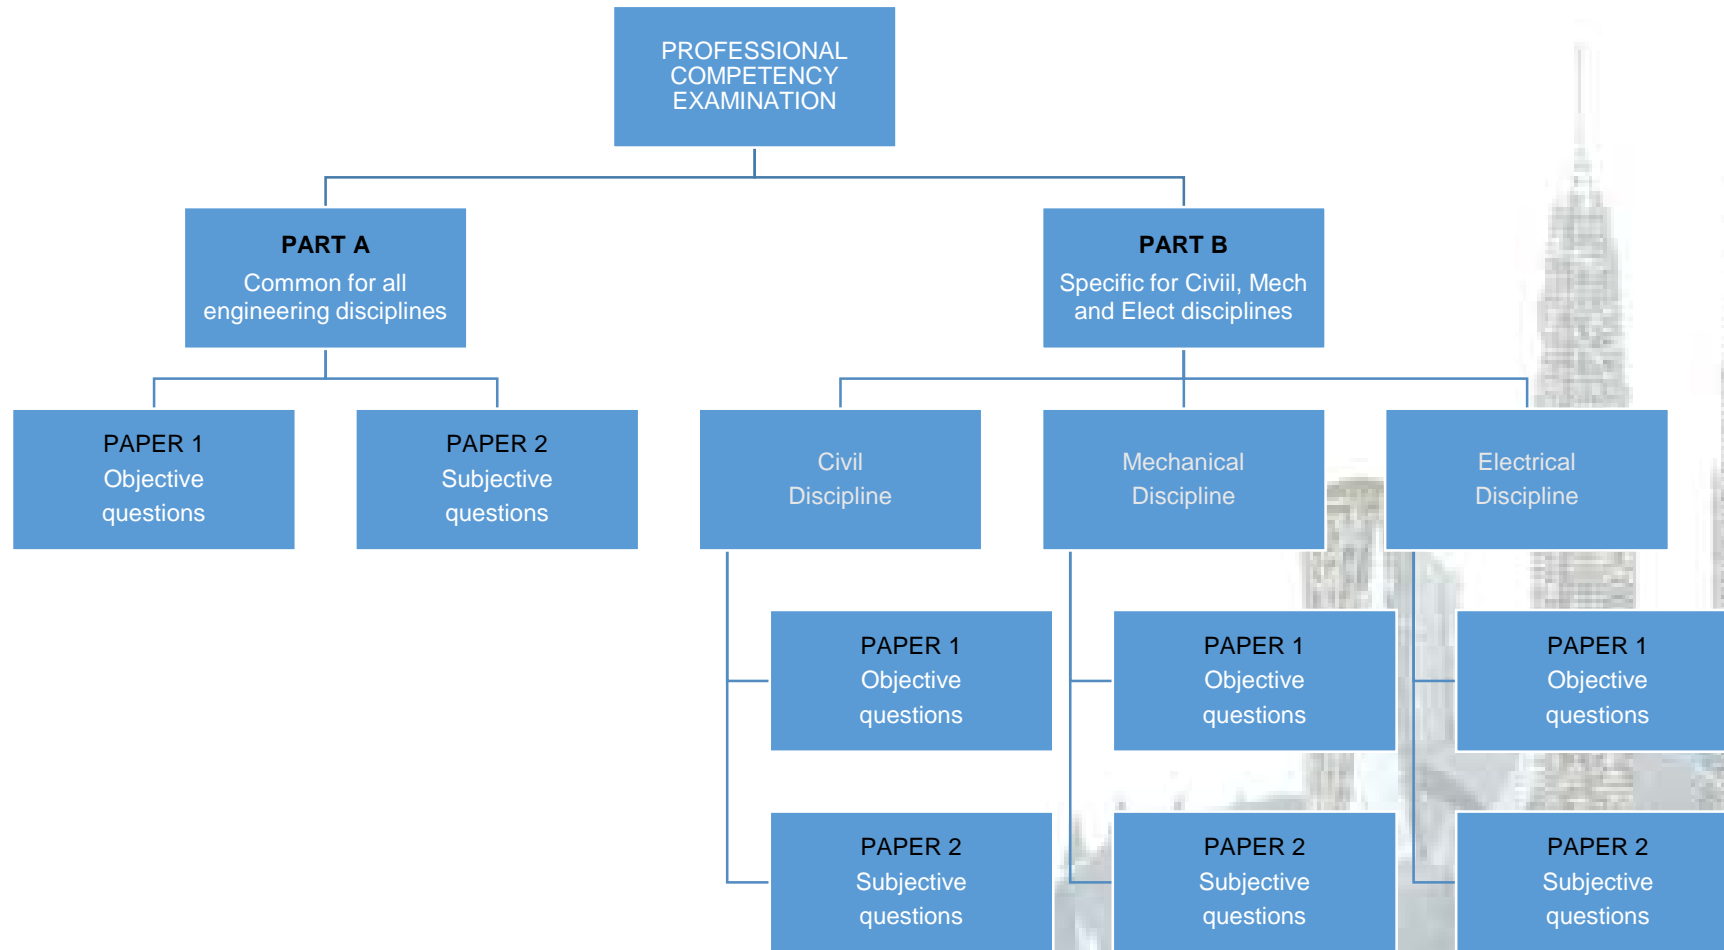 PROFESSIONAL
COMPETENCY
EXAMINATION
PART A
Common for all
engineering disciplines
PART B
Specific for Civiil, Mech
and Elect disciplines
PAPER 1
Objective
questions
PAPER 2
Subjective
questions
Civil
Discipline
Mechanical
Discipline
Electrical
Discipline
PAPER 1
Objective
questions
PAPER 1
Objective
questions
PAPER 1
Objective
questions
PAPER 2
Subjective
questions
PAPER 2
Subjective
questions
PAPER 2
Subjective
questions